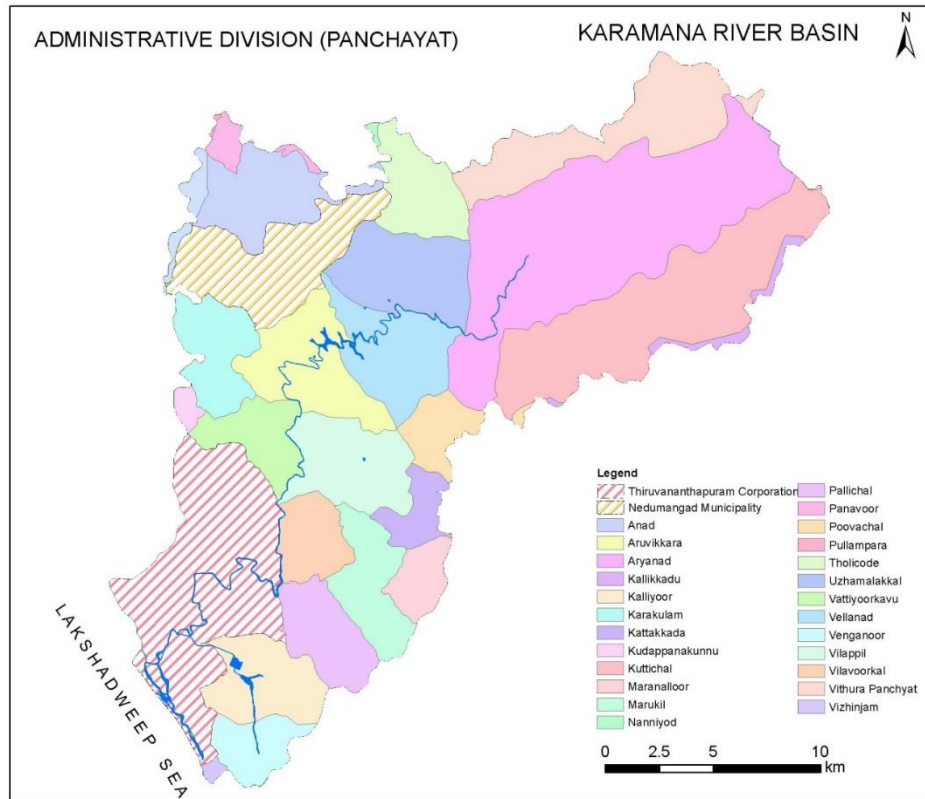 ADMINISTRATIVE DIVISION (PANCHAYAT)
KARAMANA RIVER BASIN
N
LAKSHADWEEP SEA
Legend
Thiruvananthapuram Corporation
Nedumangad Municipality
Anad
Aruvikkara
Aryanad
Kallikkadu
Kalliyoor
Karakulam
Kattakkada
Kudappanakunnu
Kuttichal
Maranalloor
Marukil
Nanniyod
Pallichal
Panavoor
Poovachal
Pullampara
Tholicode
Uzhamalakkal
Vattiyoorkavu
Vellanad
Venganoor
Vilappil
Vilavoorkal
Vithura Panchyat
Vizhinjam
0 2.5 5 10
km